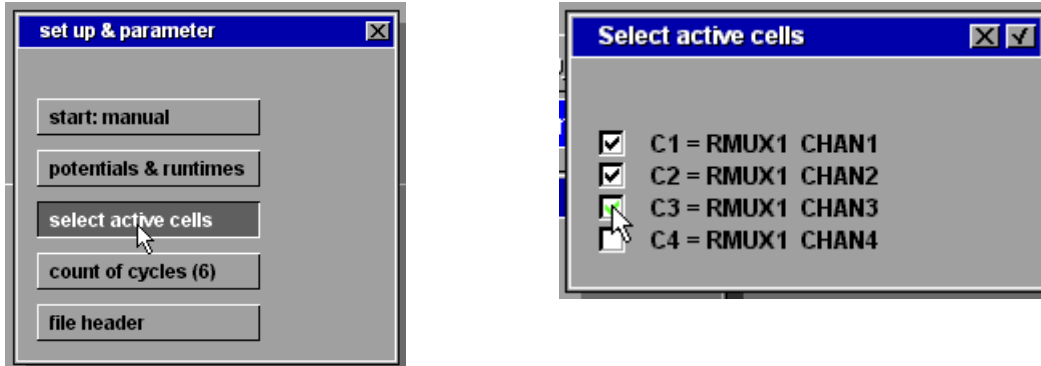 set up & parameter
start: manual
potentials & runtimes
select active cells
count of cycles (6)
file header
Select active cells
C1 = RMUX1 CHAN1
C2 = RMUX1 CHAN2
C3 = RMUX1 CHAN3
C4 = RMUX1 CHAN4